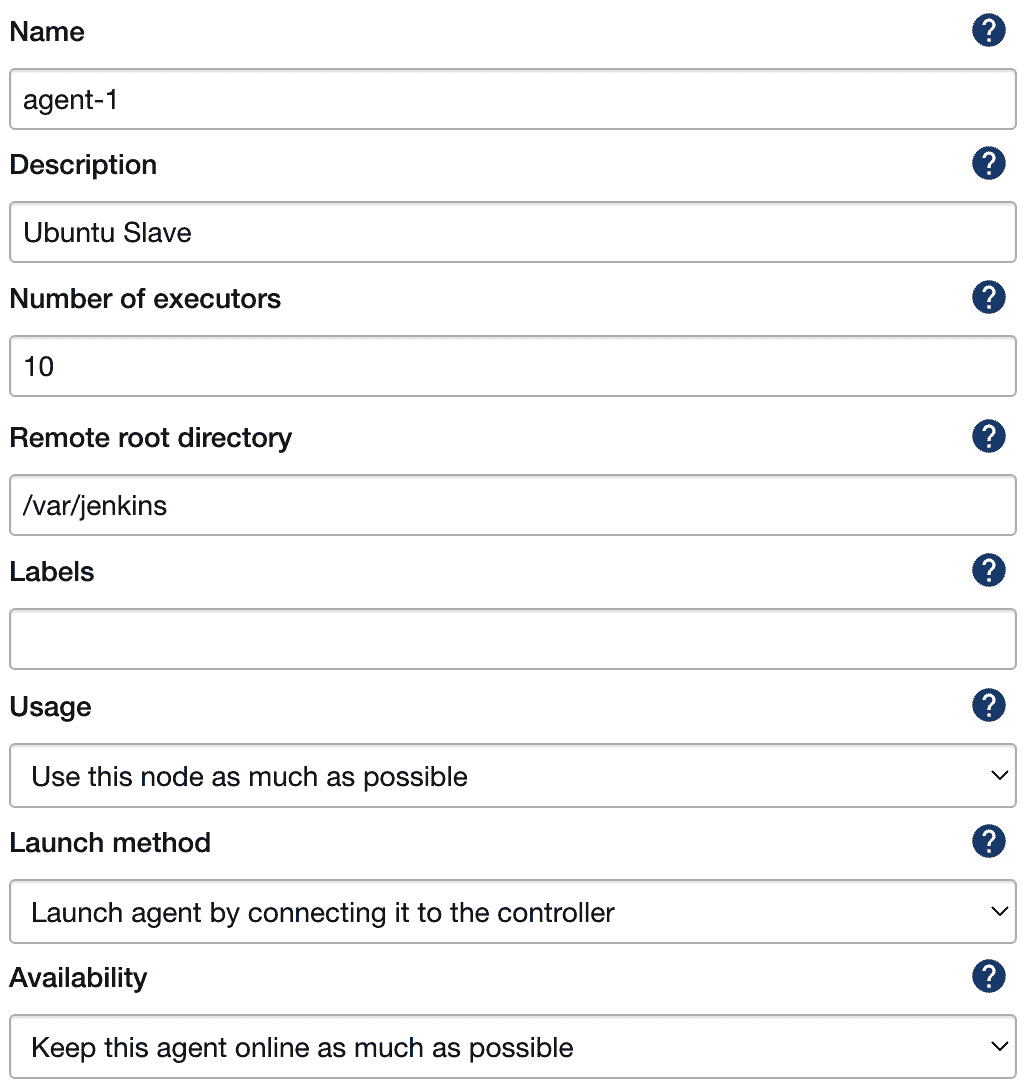 Name ?
agent-1
Description ?
Ubuntu Slave
Number of executors ?
10
Remote root directory ?
/var/jenkins
Labels ?
Usage ?
Use this node as much as possible
Launch method ?
Launch agent by connecting it to the controller
Availability ?
Keep this agent online as much as possible